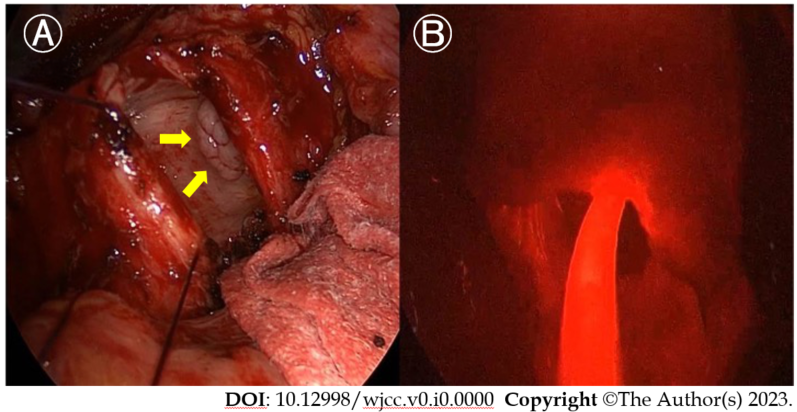 Ⓐ Ⓑ
DOI: 10.12998/wjcc.v0.i0.0000 Copyright ©The Author(s) 2023.